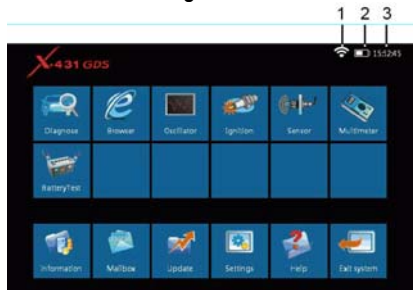 1 2 3
X-431 GDS 15:12:45
Diagnose Browser Oscillator Ignition Sensor Multimeter
BatteryTest
Information Mailbox Update Settings Help Exit system